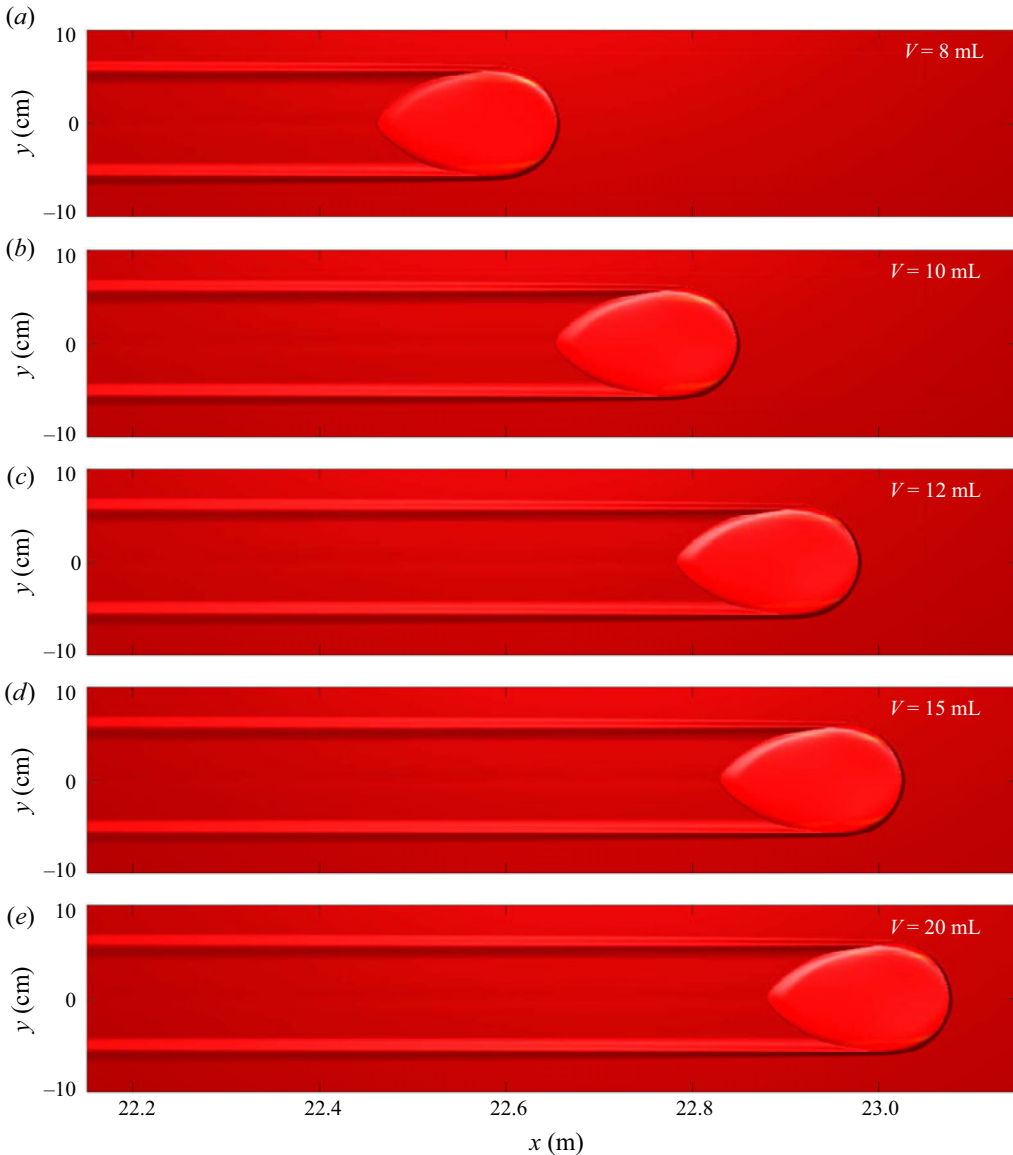 (a)
10
0
–10
y (cm)
V = 8 mL
(b)
10
0
–10
y (cm)
V = 10 mL
(c)
10
0
–10
y (cm)
V = 12 mL
(d)
10
0
–10
y (cm)
V = 15 mL
(e)
10
0
–10
y (cm)
V = 20 mL
22.2 22.4 22.6 22.8 23.0
x (m)